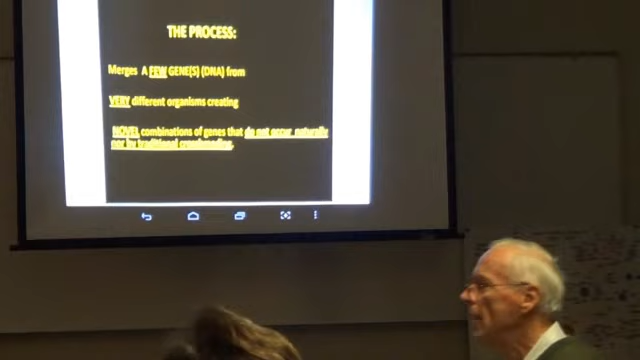 THE PROCESS:
Merges A FEW GENE(S) (DNA) from
VERY different organisms creating
NOVEL combinations of genes that do not occur naturally
nor by traditional crossbreeding.